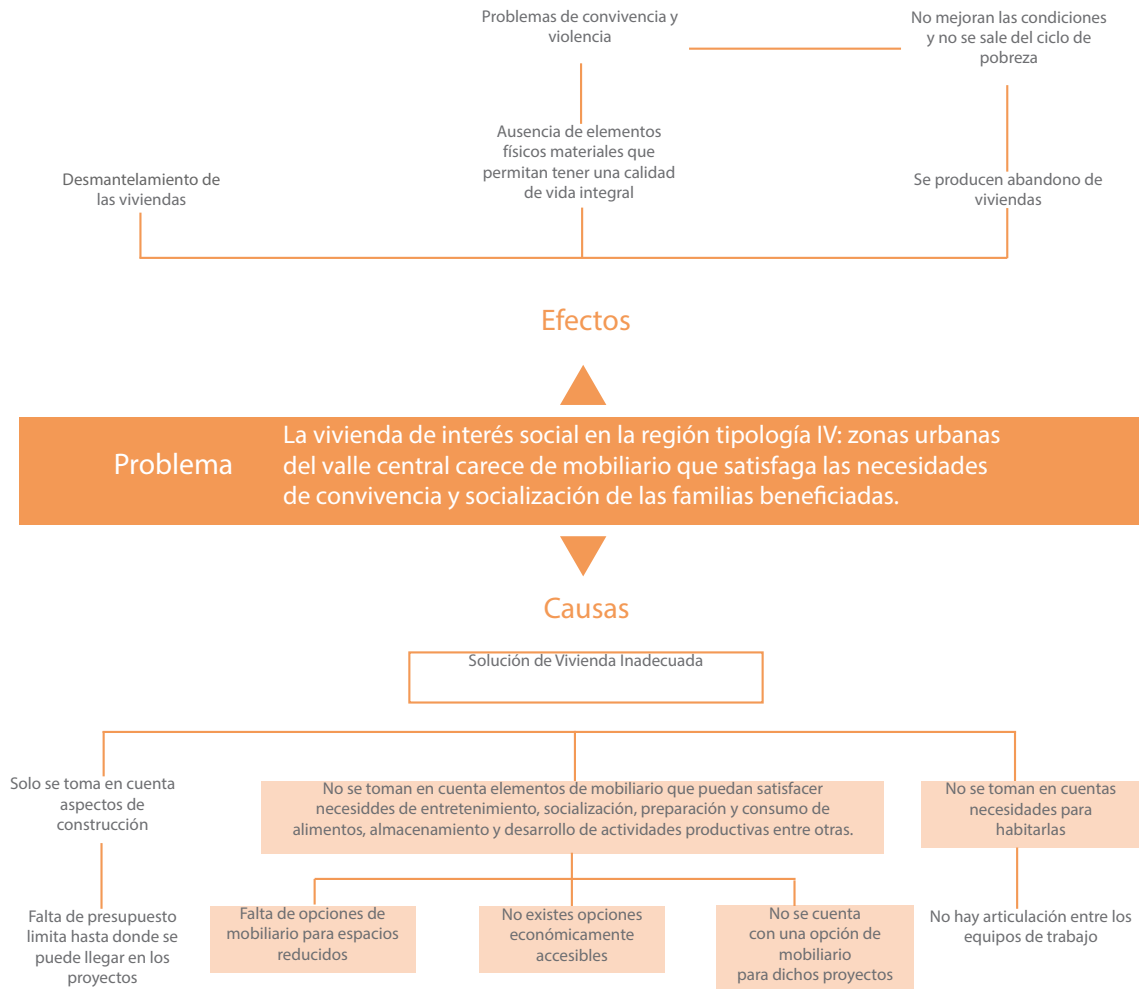 Problemas de convivencia y
violencia
No mejoran las condiciones
y no se sale del ciclo de
pobreza
Desmantelamiento de
las viviendas
Ausencia de elementos
físicos materiales que
permitan tener una calidad
de vida integral
Se producen abandono de
viviendas
Efectos
Problema
La vivienda de interés social en la región tipología IV: zonas urbanas
del valle central carece de mobiliario que satisfaga las necesidades
de convivencia y socialización de las familias beneficiadas.
Causas
Solución de Vivienda Inadecuada
Solo se toma en cuenta
aspectos de
construcción
No se toman en cuenta elementos de mobiliario que puedan satisfacer
necesiddes de entretenimiento, socialización, preparación y consumo de
alimentos, almacenamiento y desarrollo de actividades productivas entre otras.
No se toman en cuentas
necesidades para
habitarlas
Falta de presupuesto
limita hasta donde se
puede llegar en los
proyectos
Falta de opciones de
mobiliario para espacios
reducidos
No existes opciones
económicamente
accesibles
No se cuenta
con una opción de
mobiliario
para dichos proyectos
No hay articulación entre los
equipos de trabajo